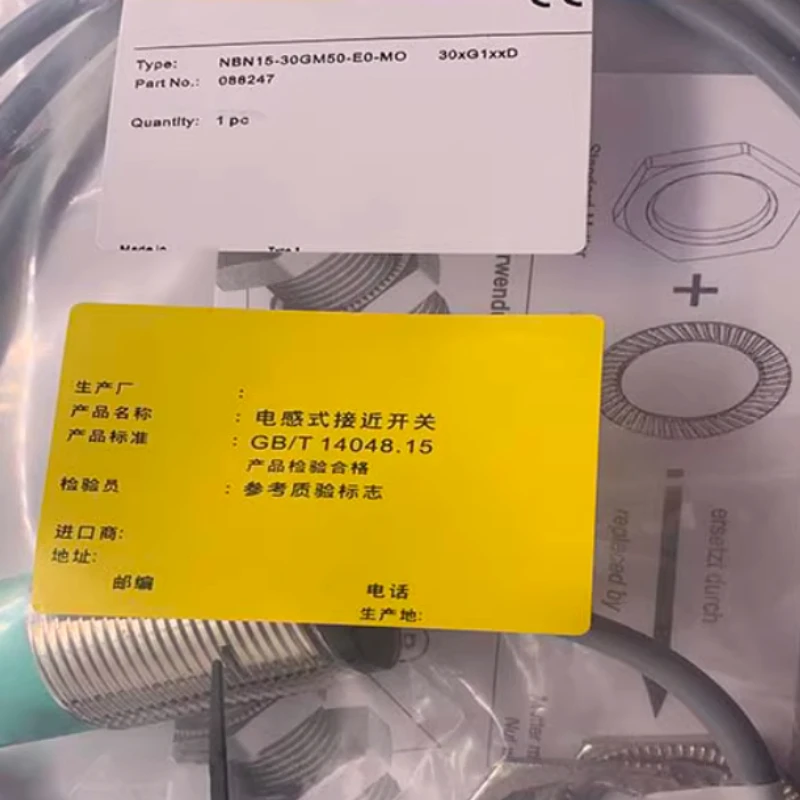 CE
Type: NBN15-30GM50-E0-MO 30xG1xxD
Part No.: 088247
Quantity: 1 pc
Made in
生产厂 :
产品名称 : 电感式接近开关
产品标准 : GB/T 14048.15
产品检验合格
检验员 : 参考质验标志
进口商:
地址:
邮编 电话
生产地:
+
ersetzt durch
replaced by